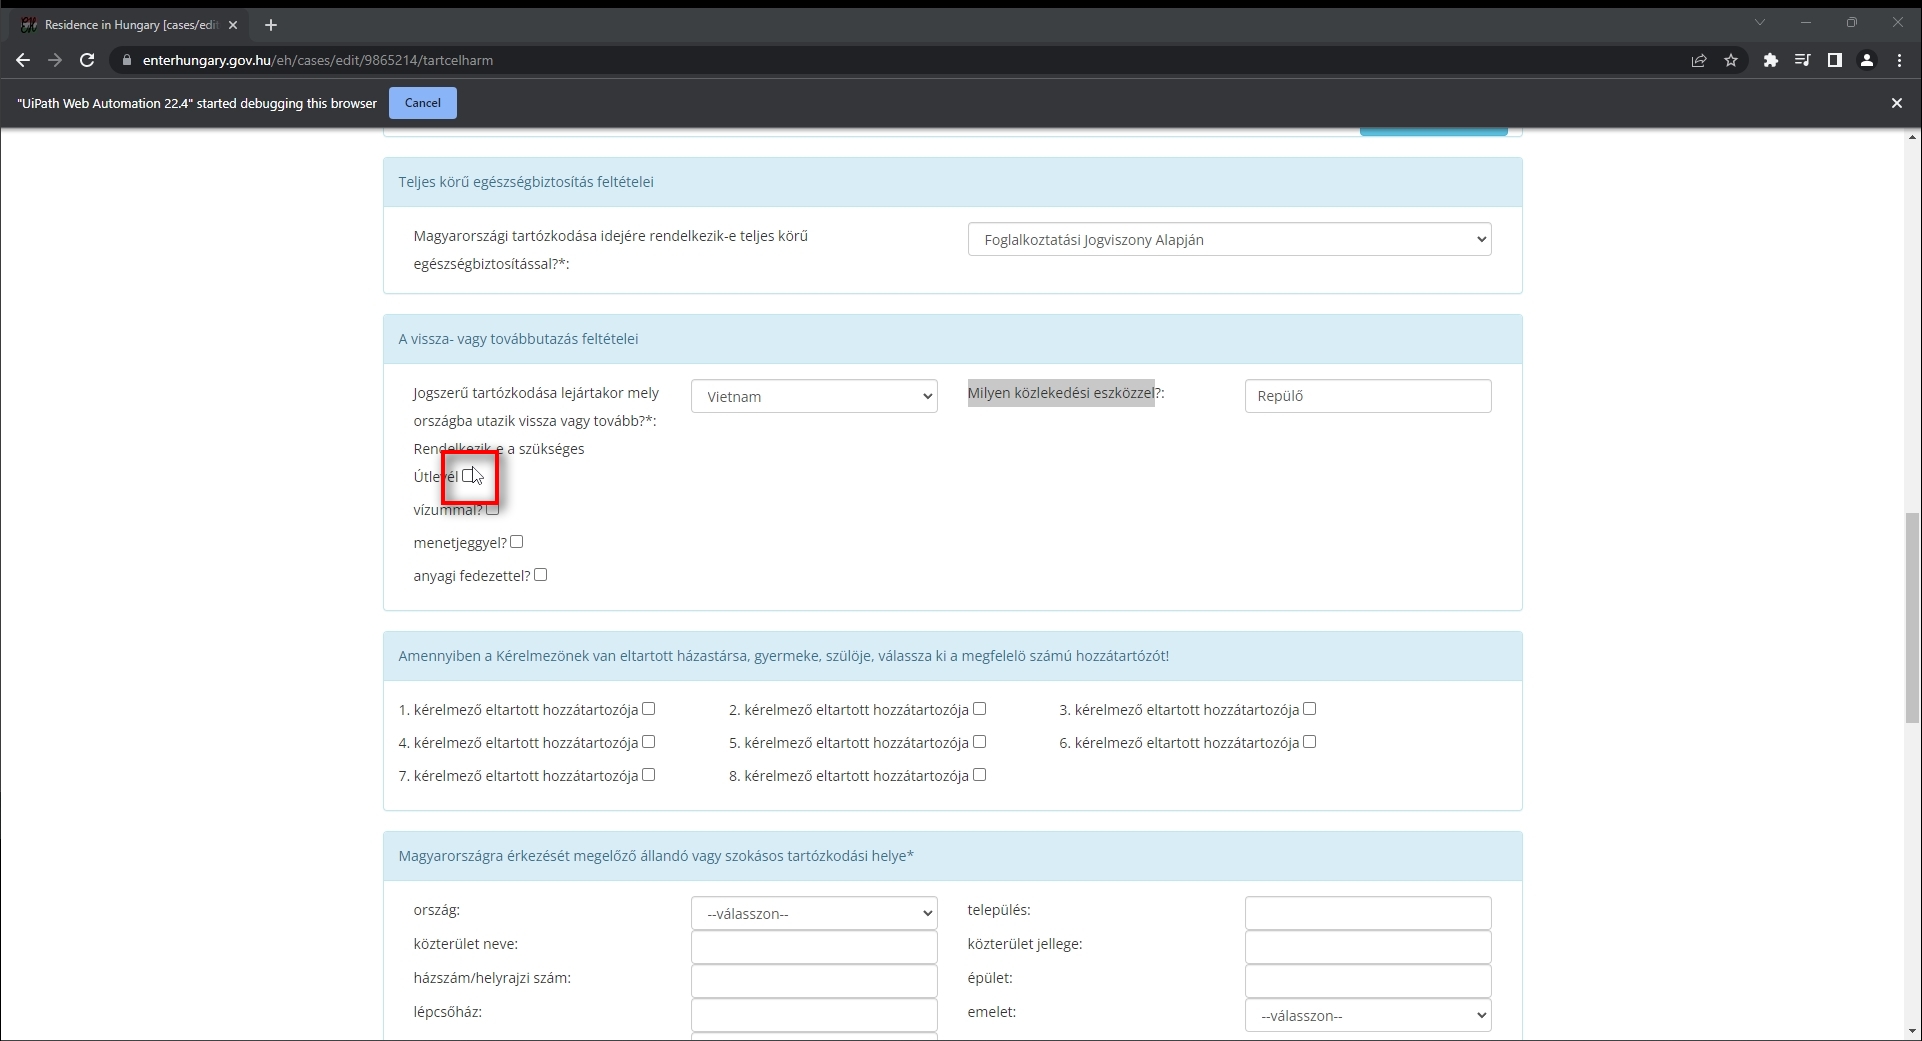 Residence in Hungary [cases/edit
enterhungary.gov.hu/eh/cases/edit/9865214/tartcelharm
"UiPath Web Automation 22.4" started debugging this browser
Cancel
Teljes körű egészségbiztosítás feltételei
Magyarországi tartózkodása idejére rendelkezik-e teljes körű
egészségbiztosítással?*:
Foglalkoztatási Jogviszony Alapján
A vissza- vagy továbbutazás feltételei
Jogszerű tartózkodása lejártakor mely
országba utazik vissza vagy tovább?*:
Vietnam
Milyen közlekedési eszközzel?:
Repülő
Rendelkezik-e a szükséges
Útlevél
vízummal?
menetjeggyel?
anyagi fedezettel?
Amennyiben a Kérelmezönek van eltartott házastársa, gyermeke, szülöje, válassza ki a megfelelö számú hozzátartózót!
1. kérelmező eltartott hozzátartozója 2. kérelmező eltartott hozzátartozója 3. kérelmező eltartott hozzátartozója
4. kérelmező eltartott hozzátartozója 5. kérelmező eltartott hozzátartozója 6. kérelmező eltartott hozzátartozója
7. kérelmező eltartott hozzátartozója 8. kérelmező eltartott hozzátartozója
Magyarországra érkezését megelőző állandó vagy szokásos tartózkodási helye*
ország: --válasszon-- település:
közterület neve: közterület jellege:
házszám/helyrajzi szám: épület:
lépcsőház: emelet: --válasszon--